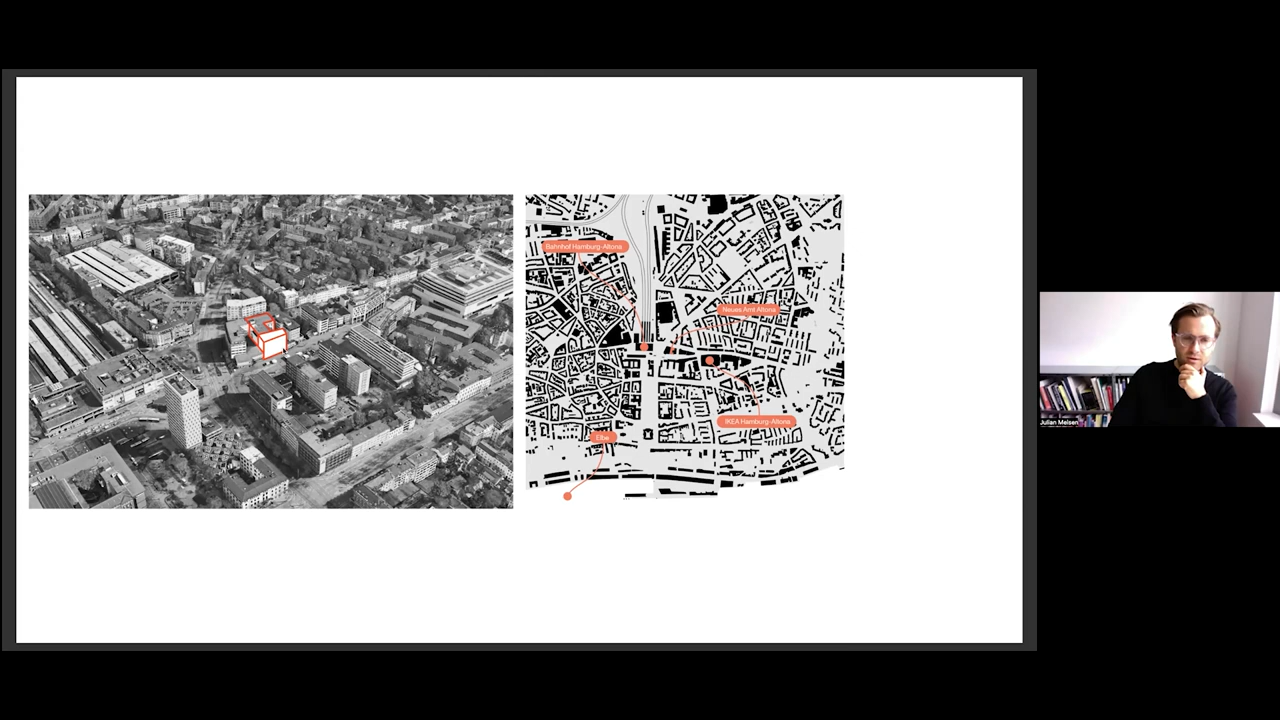 Bahnhof Hamburg-Altona
Neues Amt Altona
IKEA Hamburg-Altona
Elbe
Julian Meisen